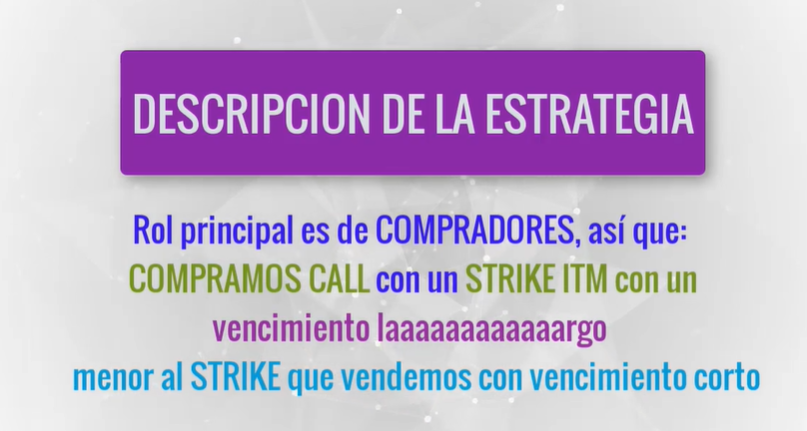 DESCRIPCION DE LA ESTRATEGIA
Rol principal es de COMPRADORES, así que:
COMPRAMOS CALL con un STRIKE ITM con un
vencimiento laaaaaaaaaaaargo
menor al STRIKE que vendemos con vencimiento corto